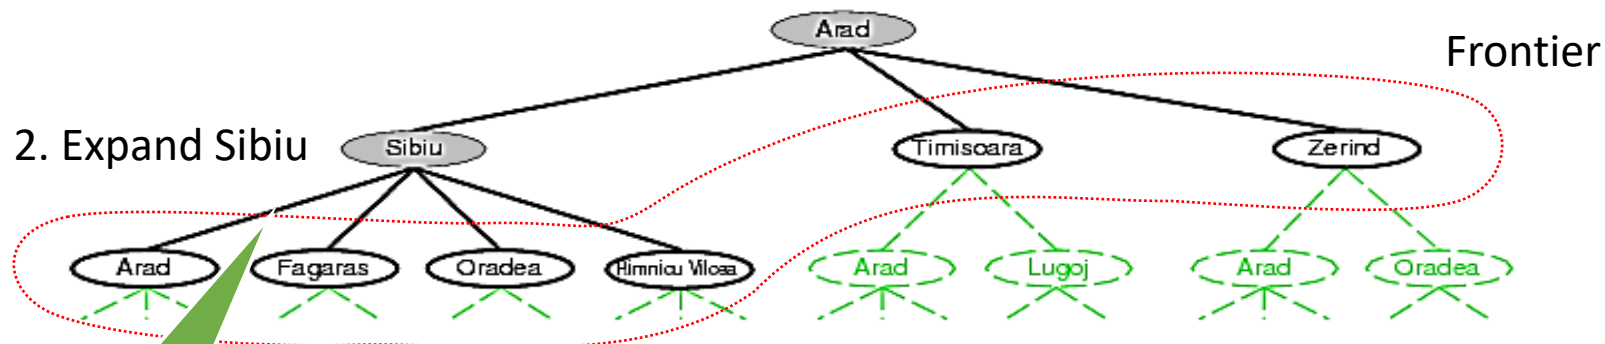 Arad
Frontier
2. Expand Sibiu
Sibiu
Timisoara
Zerind
Arad
Fagaras
Oradea
Rimnicu Vilcea
Arad
Lugoj
Arad
Oradea